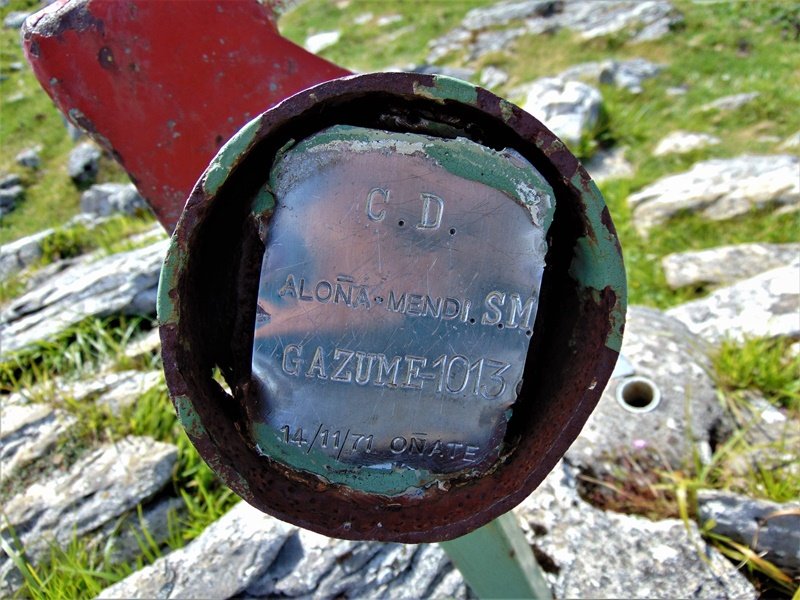 C.D.
ALOÑA-MENDI.S.M
GAZUME-1013
14/11/71 OÑATE